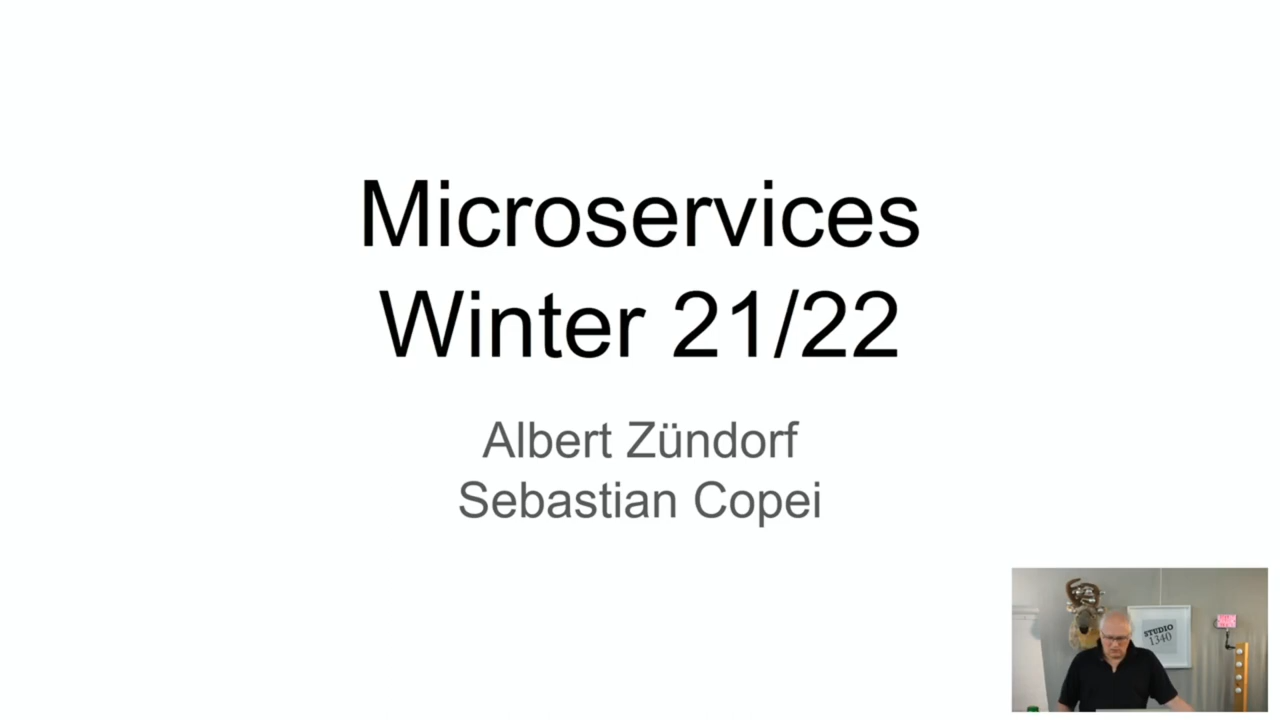 Microservices
Winter 21/22
Albert Zündorf
Sebastian Copei
STUDIO
1340